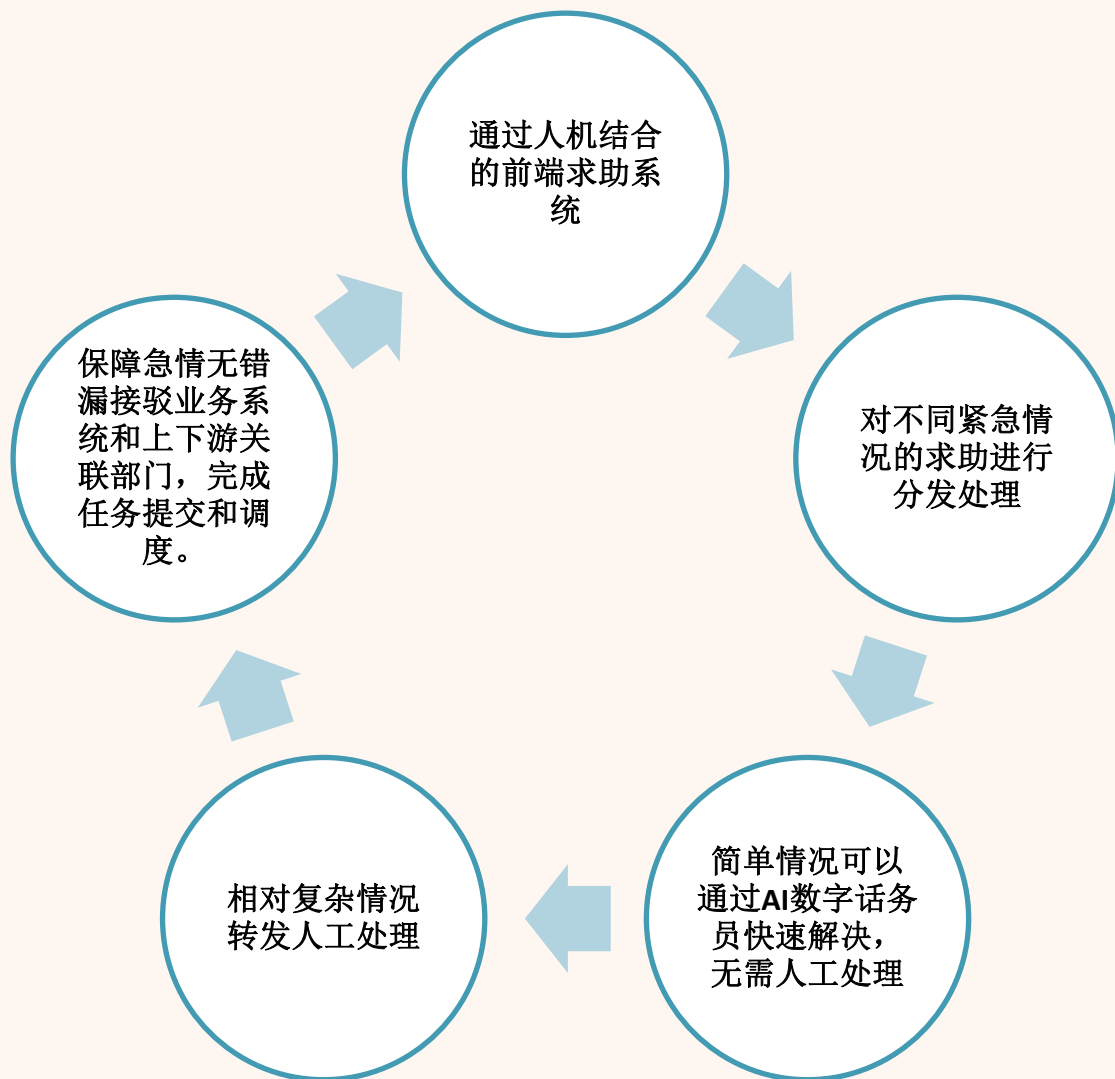 通过人机结合
的前端求助系
统
对不同紧急情
况的求助进行
分发处理
简单情况可以
通过AI数字话务
员快速解决，
无需人工处理
相对复杂情况
转发人工处理
保障急情无错
漏接驳业务系
统和上下游关
联部门，完成
任务提交和调
度。